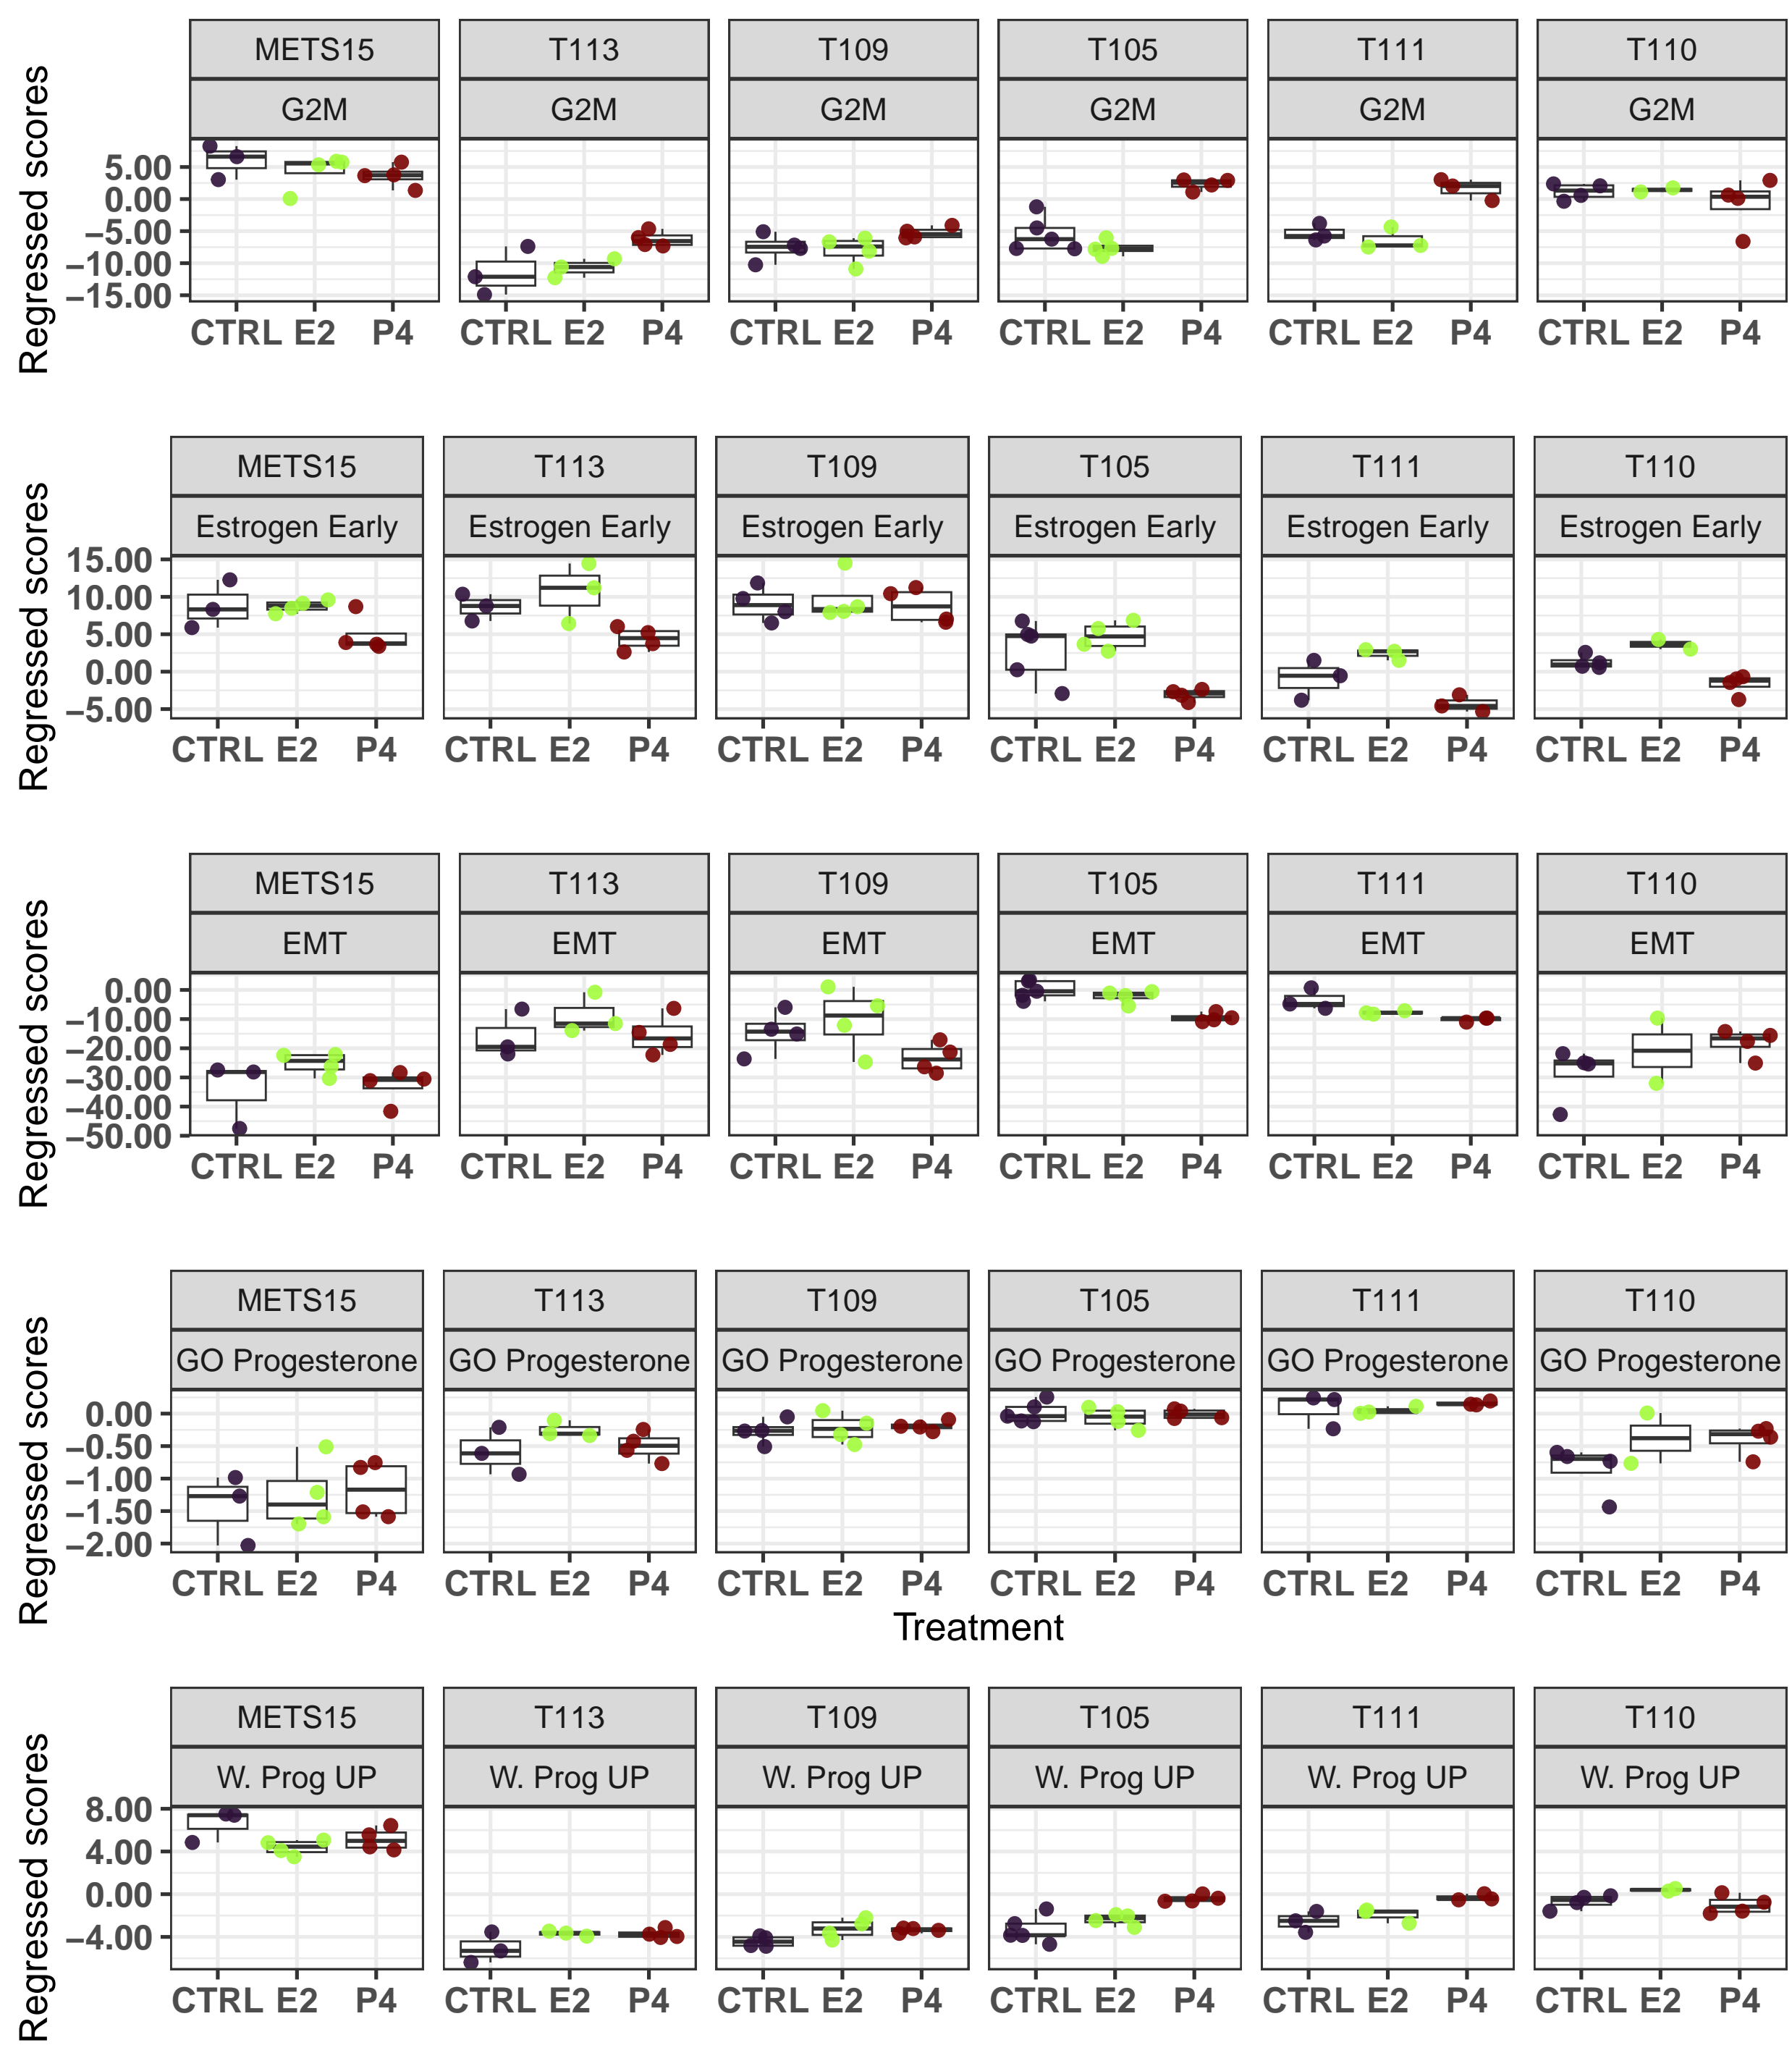 METS15 T113 T109 T105 T111 T110
G2M G2M G2M G2M G2M G2M
Regressed scores
5.00
0.00
−5.00
−10.00
−15.00
CTRL E2 P4 CTRL E2 P4 CTRL E2 P4 CTRL E2 P4 CTRL E2 P4 CTRL E2 P4
METS15 T113 T109 T105 T111 T110
Estrogen Early Estrogen Early Estrogen Early Estrogen Early Estrogen Early Estrogen Early
Regressed scores
15.00
10.00
5.00
0.00
−5.00
CTRL E2 P4 CTRL E2 P4 CTRL E2 P4 CTRL E2 P4 CTRL E2 P4 CTRL E2 P4
METS15 T113 T109 T105 T111 T110
EMT EMT EMT EMT EMT EMT
Regressed scores
0.00
−10.00
−20.00
−30.00
−40.00
−50.00
CTRL E2 P4 CTRL E2 P4 CTRL E2 P4 CTRL E2 P4 CTRL E2 P4 CTRL E2 P4
METS15 T113 T109 T105 T111 T110
GO Progesterone GO Progesterone GO Progesterone GO Progesterone GO Progesterone GO Progesterone
Regressed scores
0.00
−0.50
−1.00
−1.50
−2.00
CTRL E2 P4 CTRL E2 P4 CTRL E2 P4 CTRL E2 P4 CTRL E2 P4 CTRL E2 P4
Treatment
METS15 T113 T109 T105 T111 T110
W. Prog UP W. Prog UP W. Prog UP W. Prog UP W. Prog UP W. Prog UP
Regressed scores
8.00
4.00
0.00
−4.00
CTRL E2 P4 CTRL E2 P4 CTRL E2 P4 CTRL E2 P4 CTRL E2 P4 CTRL E2 P4